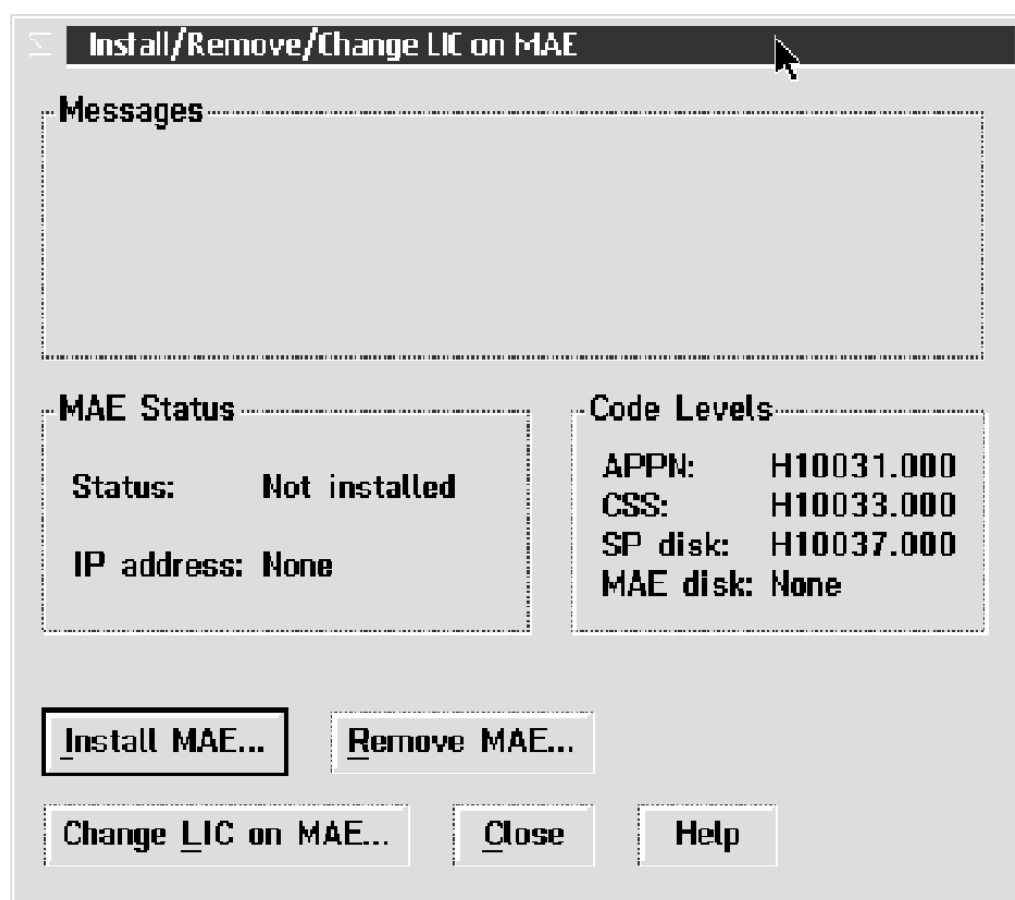 Install/Remove/Change LIC on MAE
Messages
MAE Status
Status: Not installed
IP address: None
Code Levels
APPN: H10031.000
CSS: H10033.000
SP disk: H10037.000
MAE disk: None
Install MAE...
Remove MAE...
Change LIC on MAE...
Close
Help